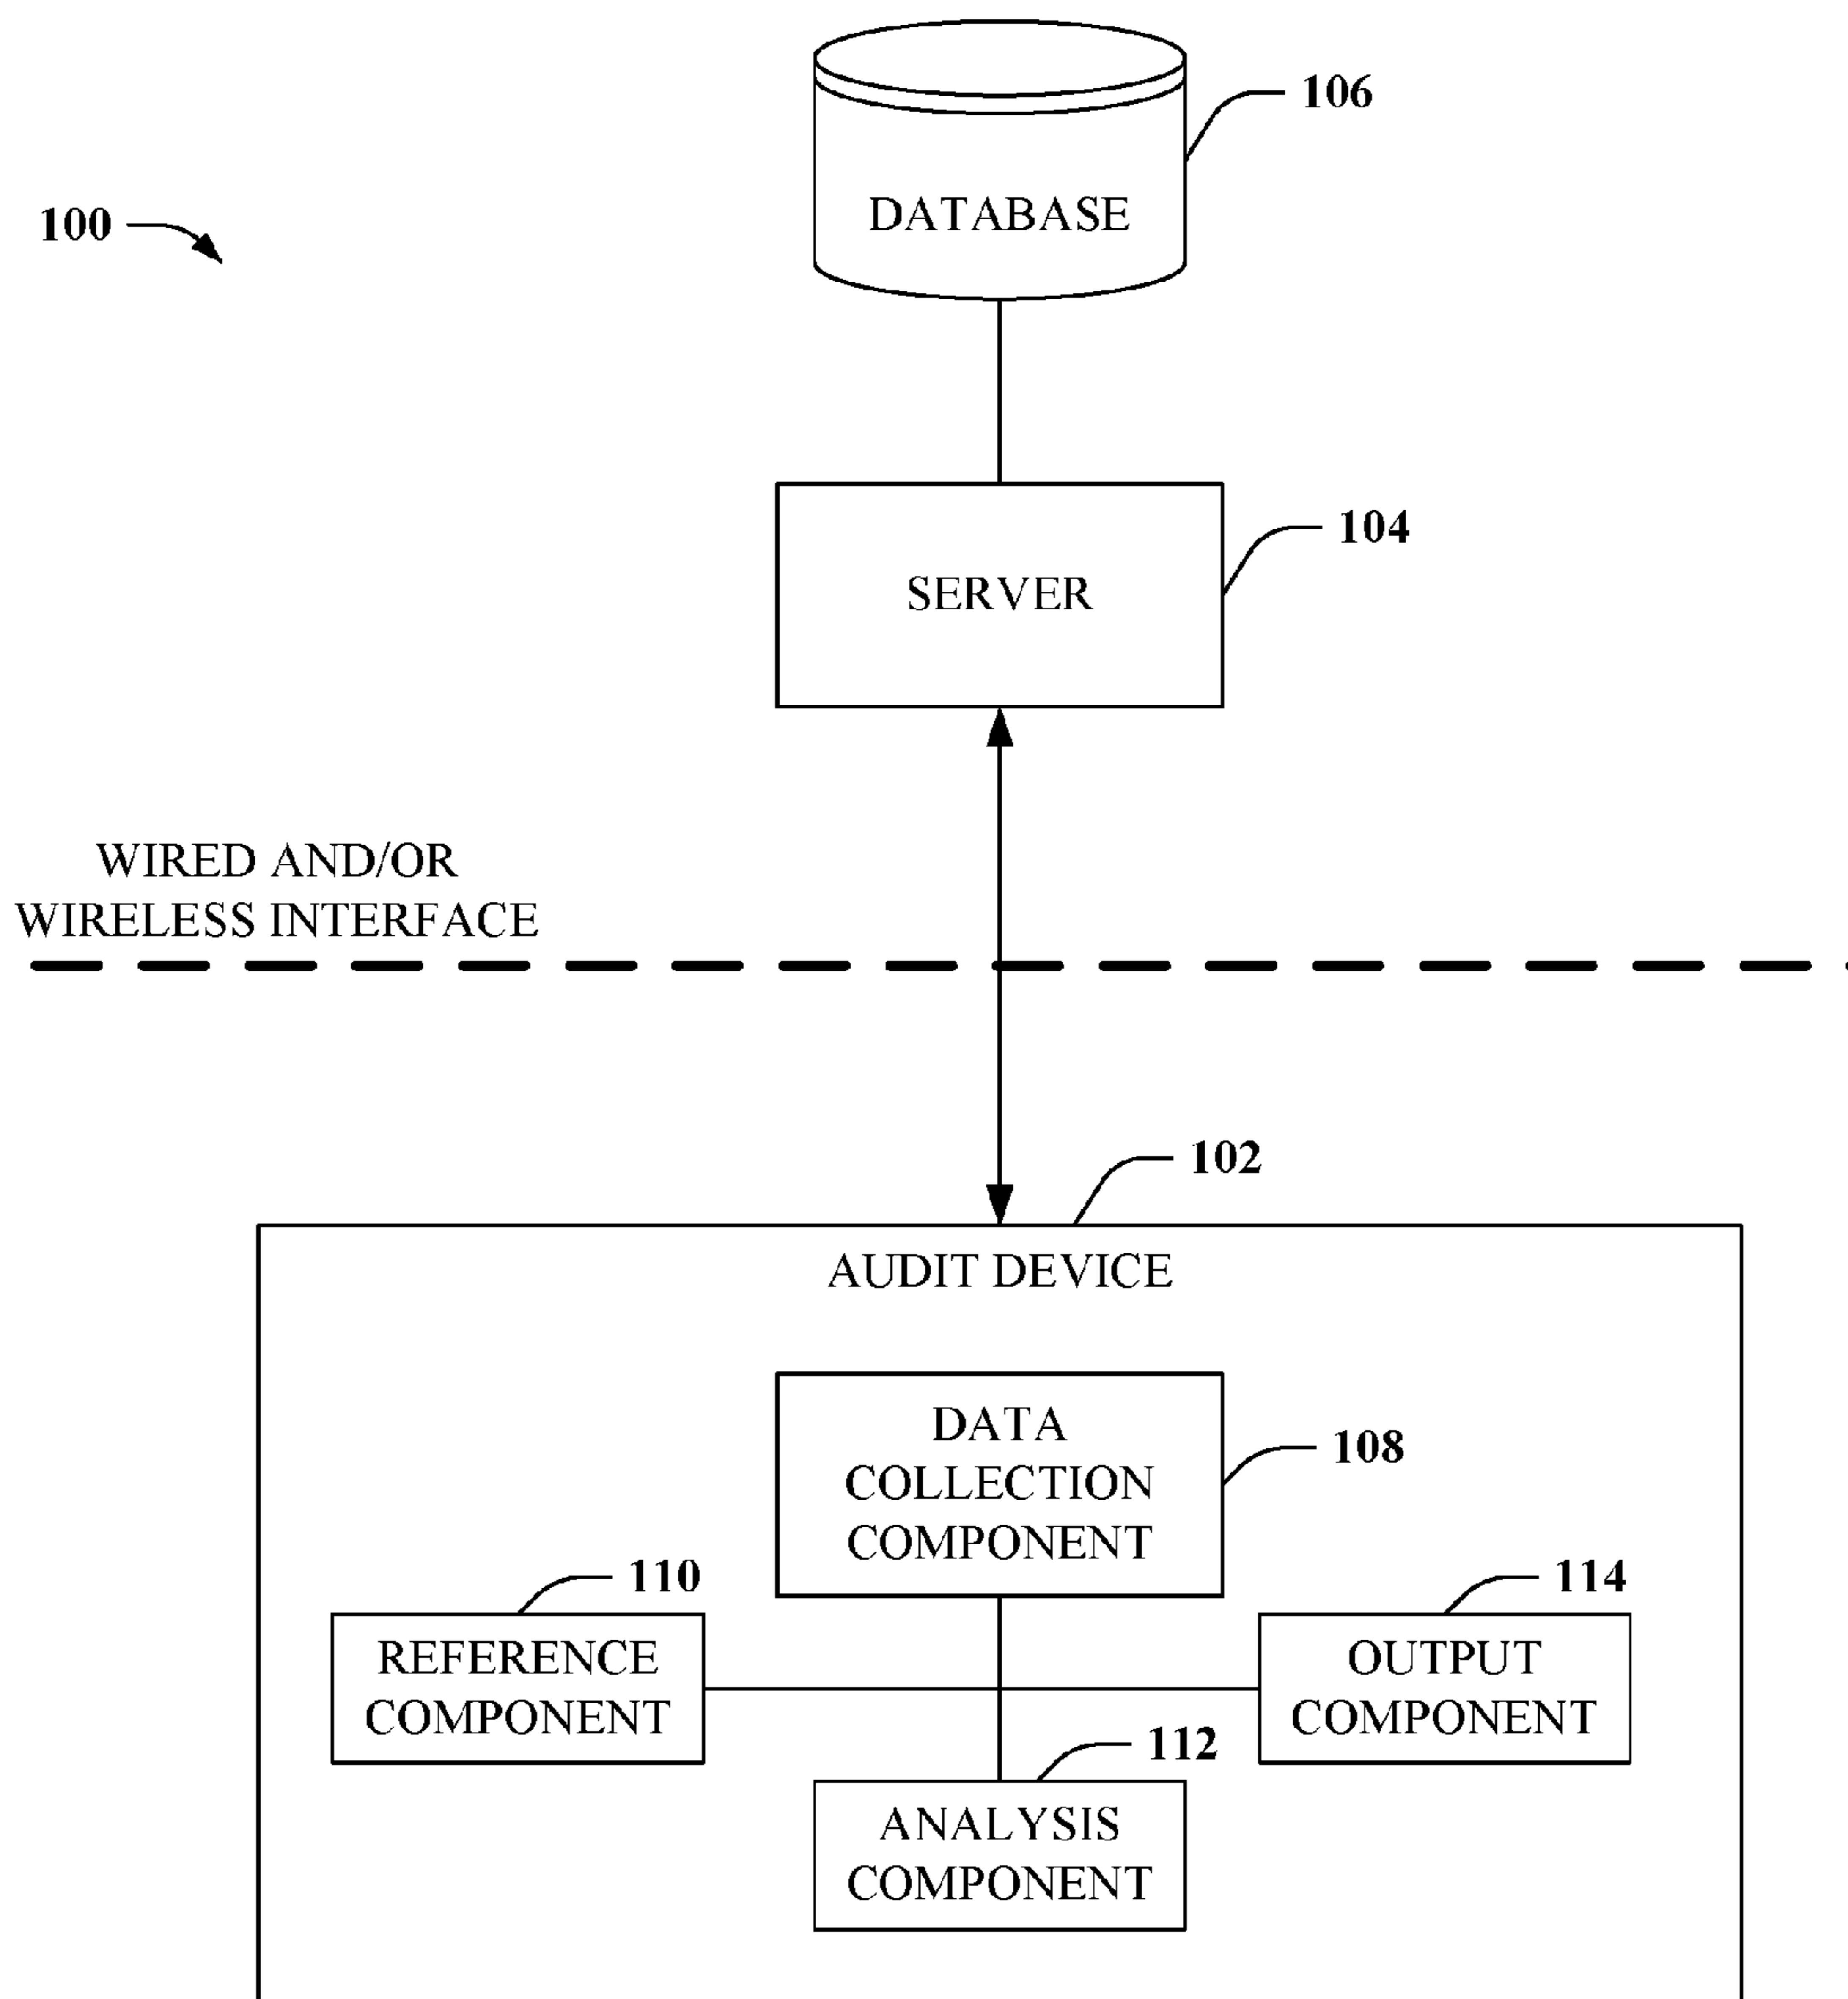 106
DATABASE
100
104
SERVER
WIRED AND/OR
WIRELESS INTERFACE
102
AUDIT DEVICE
DATA
COLLECTION
COMPONENT
108
110
REFERENCE
COMPONENT
114
OUTPUT
COMPONENT
112
ANALYSIS
COMPONENT